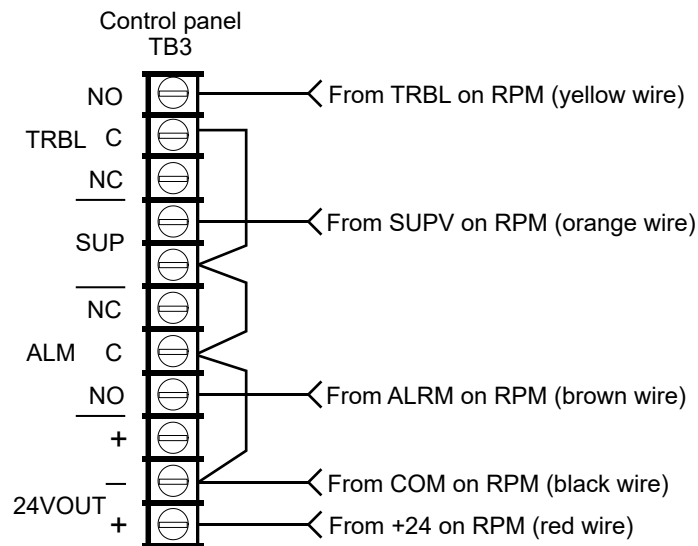 Control panel
TB3
NO
From TRBL on RPM (yellow wire)
TRBL C
NC
From SUPV on RPM (orange wire)
SUP
NC
ALM C
NO
From ALRM on RPM (brown wire)
+
–
From COM on RPM (black wire)
24VOUT
+
From +24 on RPM (red wire)